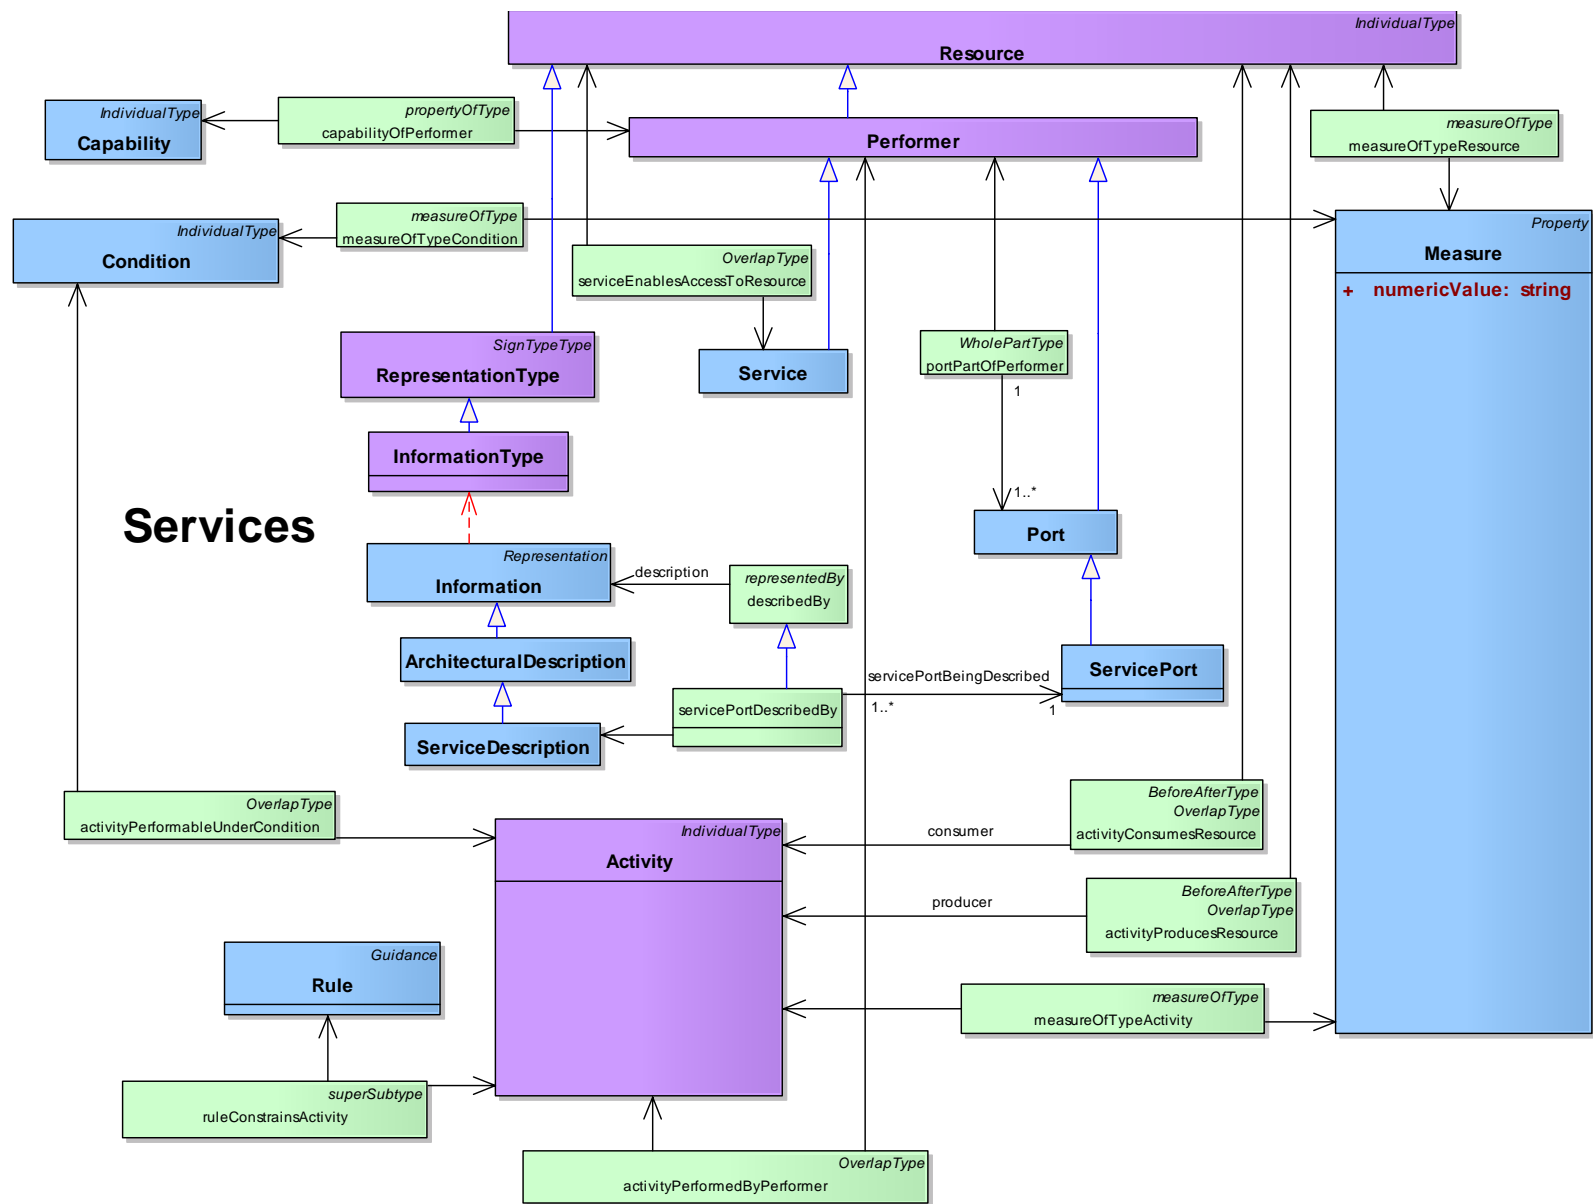 IndividualType
Resource
IndividualType
Capability
propertyOfType
capabilityOfPerformer
Performer
measureOfType
measureOfTypeResource
IndividualType
Condition
measureOfType
measureOfTypeCondition
Property
Measure
+ numericValue: string
OverlapType
serviceEnablesAccessToResource
SignTypeType
RepresentationType
Service
WholePartType
portPartOfPerformer
1
InformationType
1..*
Services
Port
Representation
Information
description
representedBy
describedBy
ArchitecturalDescription
servicePortBeingDescribed
ServicePort
servicePortDescribedBy
1..*
1
ServiceDescription
OverlapType
activityPerformableUnderCondition
IndividualType
Activity
consumer
BeforeAfterType
OverlapType
activityConsumesResource
producer
BeforeAfterType
OverlapType
activityProducesResource
Guidance
Rule
measureOfType
measureOfTypeActivity
superSubtype
ruleConstrainsActivity
OverlapType
activityPerformedByPerformer